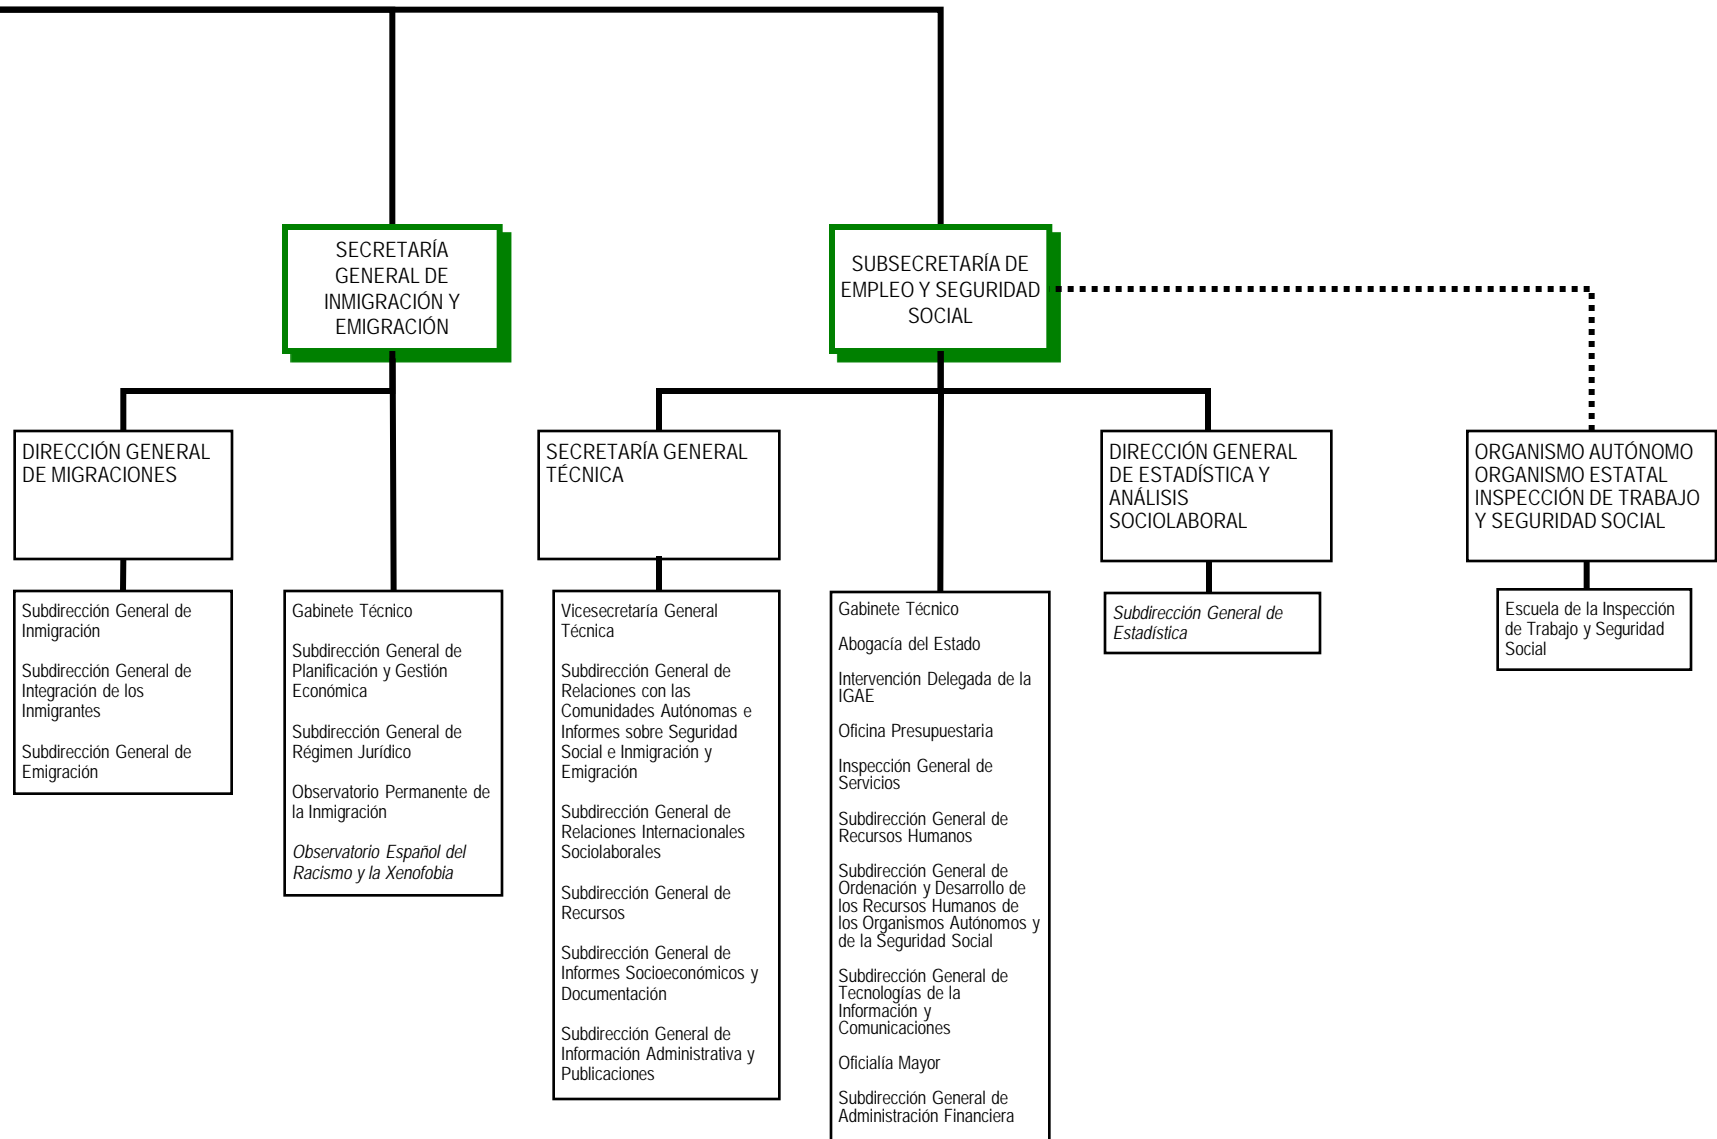 SECRETARÍA
GENERAL DE
INMIGRACIÓN Y
EMIGRACIÓN
SUBSECRETARÍA DE
EMPLEO Y SEGURIDAD
SOCIAL
DIRECCIÓN GENERAL
DE MIGRACIONES
SECRETARÍA GENERAL
TÉCNICA
DIRECCIÓN GENERAL
DE ESTADÍSTICA Y
ANÁLISIS
SOCIOLABORAL
ORGANISMO AUTÓNOMO
ORGANISMO ESTATAL
INSPECCIÓN DE TRABAJO
Y SEGURIDAD SOCIAL
Subdirección General de
Inmigración
Subdirección General de
Integración de los
Inmigrantes
Subdirección General de
Emigración
Gabinete Técnico
Subdirección General de
Planificación y Gestión
Económica
Subdirección General de
Régimen Jurídico
Observatorio Permanente de
la Inmigración
Observatorio Español del
Racismo y la Xenofobia
Vicesecretaría General
Técnica
Subdirección General de
Relaciones con las
Comunidades Autónomas e
Informes sobre Seguridad
Social e Inmigración y
Emigración
Subdirección General de
Relaciones Internacionales
Sociolaborales
Subdirección General de
Recursos
Subdirección General de
Informes Socioeconómicos y
Documentación
Subdirección General de
Información Administrativa y
Publicaciones
Gabinete Técnico
Abogacía del Estado
Intervención Delegada de la
IGAE
Oficina Presupuestaria
Inspección General de
Servicios
Subdirección General de
Recursos Humanos
Subdirección General de
Ordenación y Desarrollo de
los Recursos Humanos de
los Organismos Autónomos y
de la Seguridad Social
Subdirección General de
Tecnologías de la
Información y
Comunicaciones
Oficialía Mayor
Subdirección General de
Administración Financiera
Subdirección General de
Estadística
Escuela de la Inspección
de Trabajo y Seguridad
Social